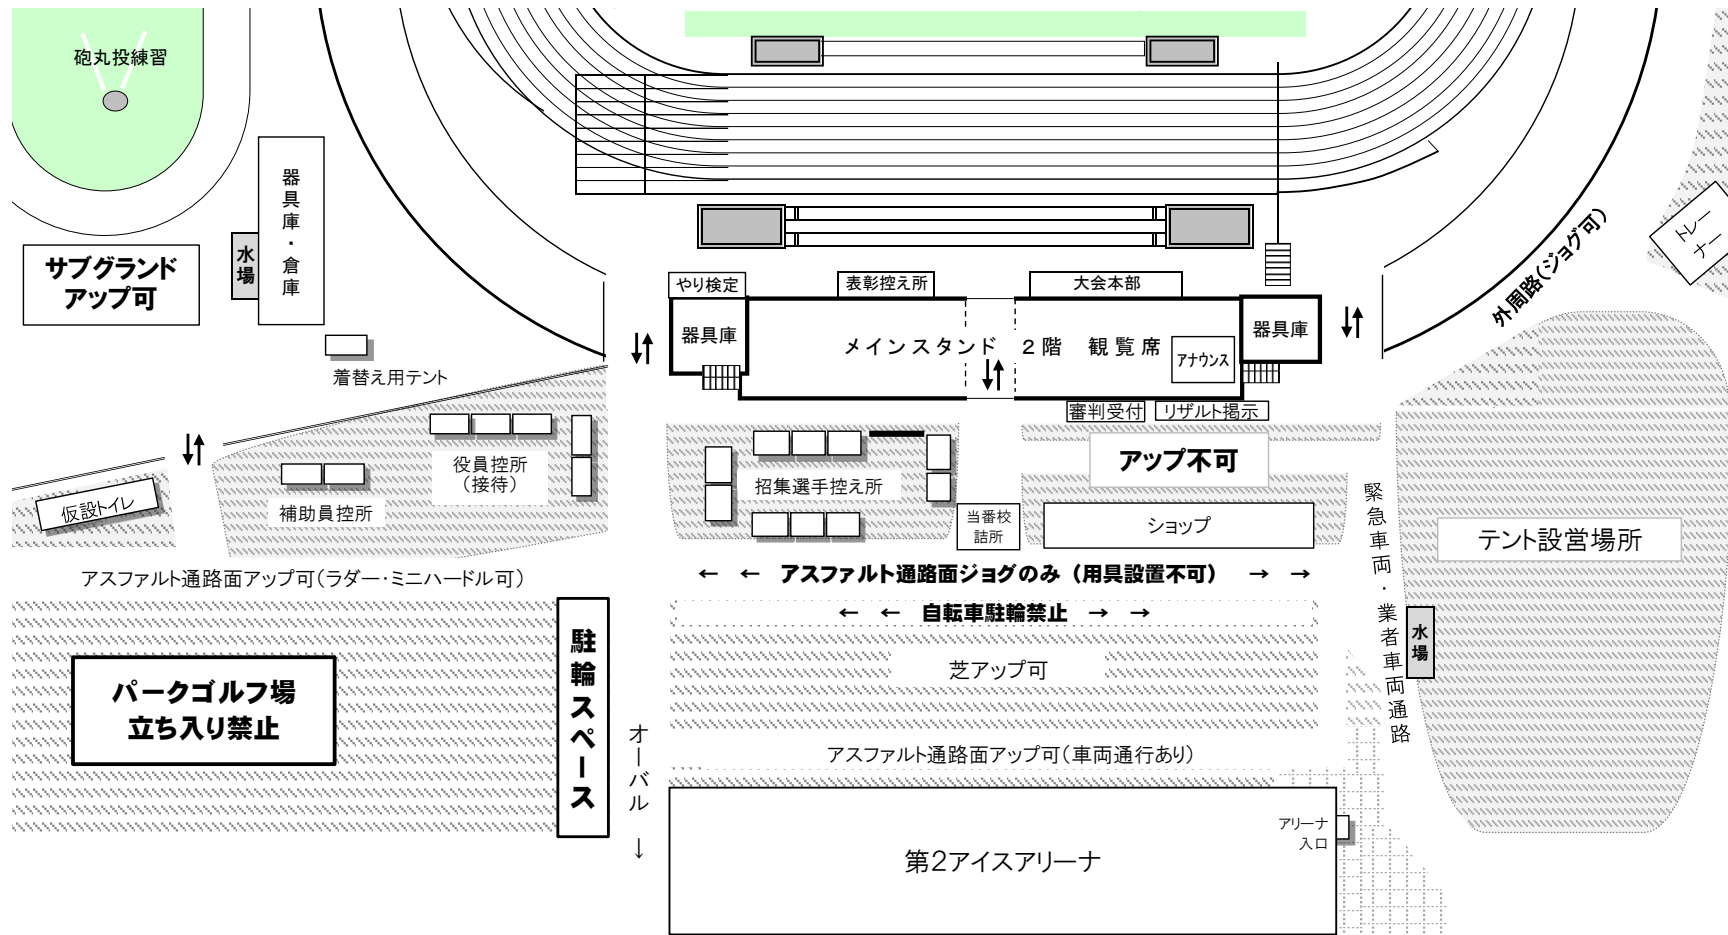 砲丸投練習
器具庫・倉庫
水場
サブグランド
アップ可
トレー
ナー
外周路(ジョグ可)
やり検定
表彰控え所
大会本部
器具庫
メインスタンド 2階 観覧席
アナウンス
器具庫
着替え用テント
審判受付
リザルト掲示
役員控所
(接待)
アップ不可
招集選手控え所
仮設トイレ
補助員控所
当番校
詰所
ショップ
緊急車両・業者車両通路
テント設営場所
アスファルト通路面アップ可(ラダー・ミニハードル可)
← ← アスファルト通路面ジョグのみ (用具設置不可) → →
← ← 自転車駐輪禁止 → →
駐輪スペース
水場
芝アップ可
パークゴルフ場
立ち入り禁止
オーバル ↓
アスファルト通路面アップ可(車両通行あり)
アリーナ
入口
第2アイスアリーナ